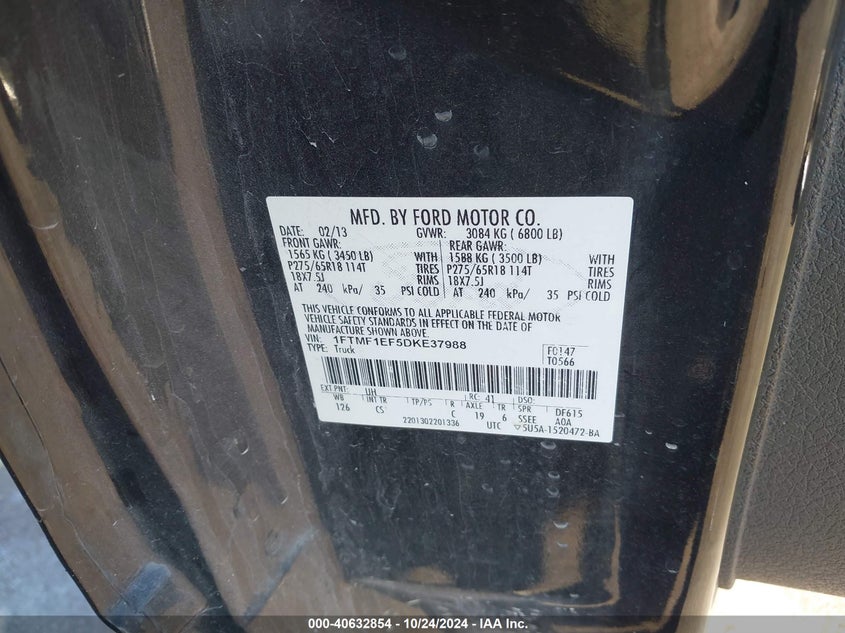 MFD. BY FORD MOTOR CO.
DATE: 02/13 GVWR: 3084 KG ( 6800 LB)
FRONT GAWR: REAR GAWR:
1565 KG ( 3450 LB) WITH 1588 KG ( 3500 LB) WITH
P275/65R18 114T TIRES P275/65R18 114T TIRES
18X7.5J RIMS 18X7.5J RIMS
AT 240 kPa/ 35 PSI COLD AT 240 kPa/ 35 PSI COLD
THIS VEHICLE CONFORMS TO ALL APPLICABLE FEDERAL MOTOR
VEHICLE SAFETY STANDARDS IN EFFECT ON THE DATE OF
MANUFACTURE SHOWN ABOVE.
VIN: 1FTMF1EF5DKE37988 F0147
TYPE: Truck T0566
EXT PNT: UH RC: 41 DSO:
WB INT TR TP/PS R AXLE TR SPR DF615
126 CS C 19 6 SSEE A0A
2201302201336 UTC ▽5U5A-1520472-BA
000-40632854 - 10/24/2024 - IAA, Inc.